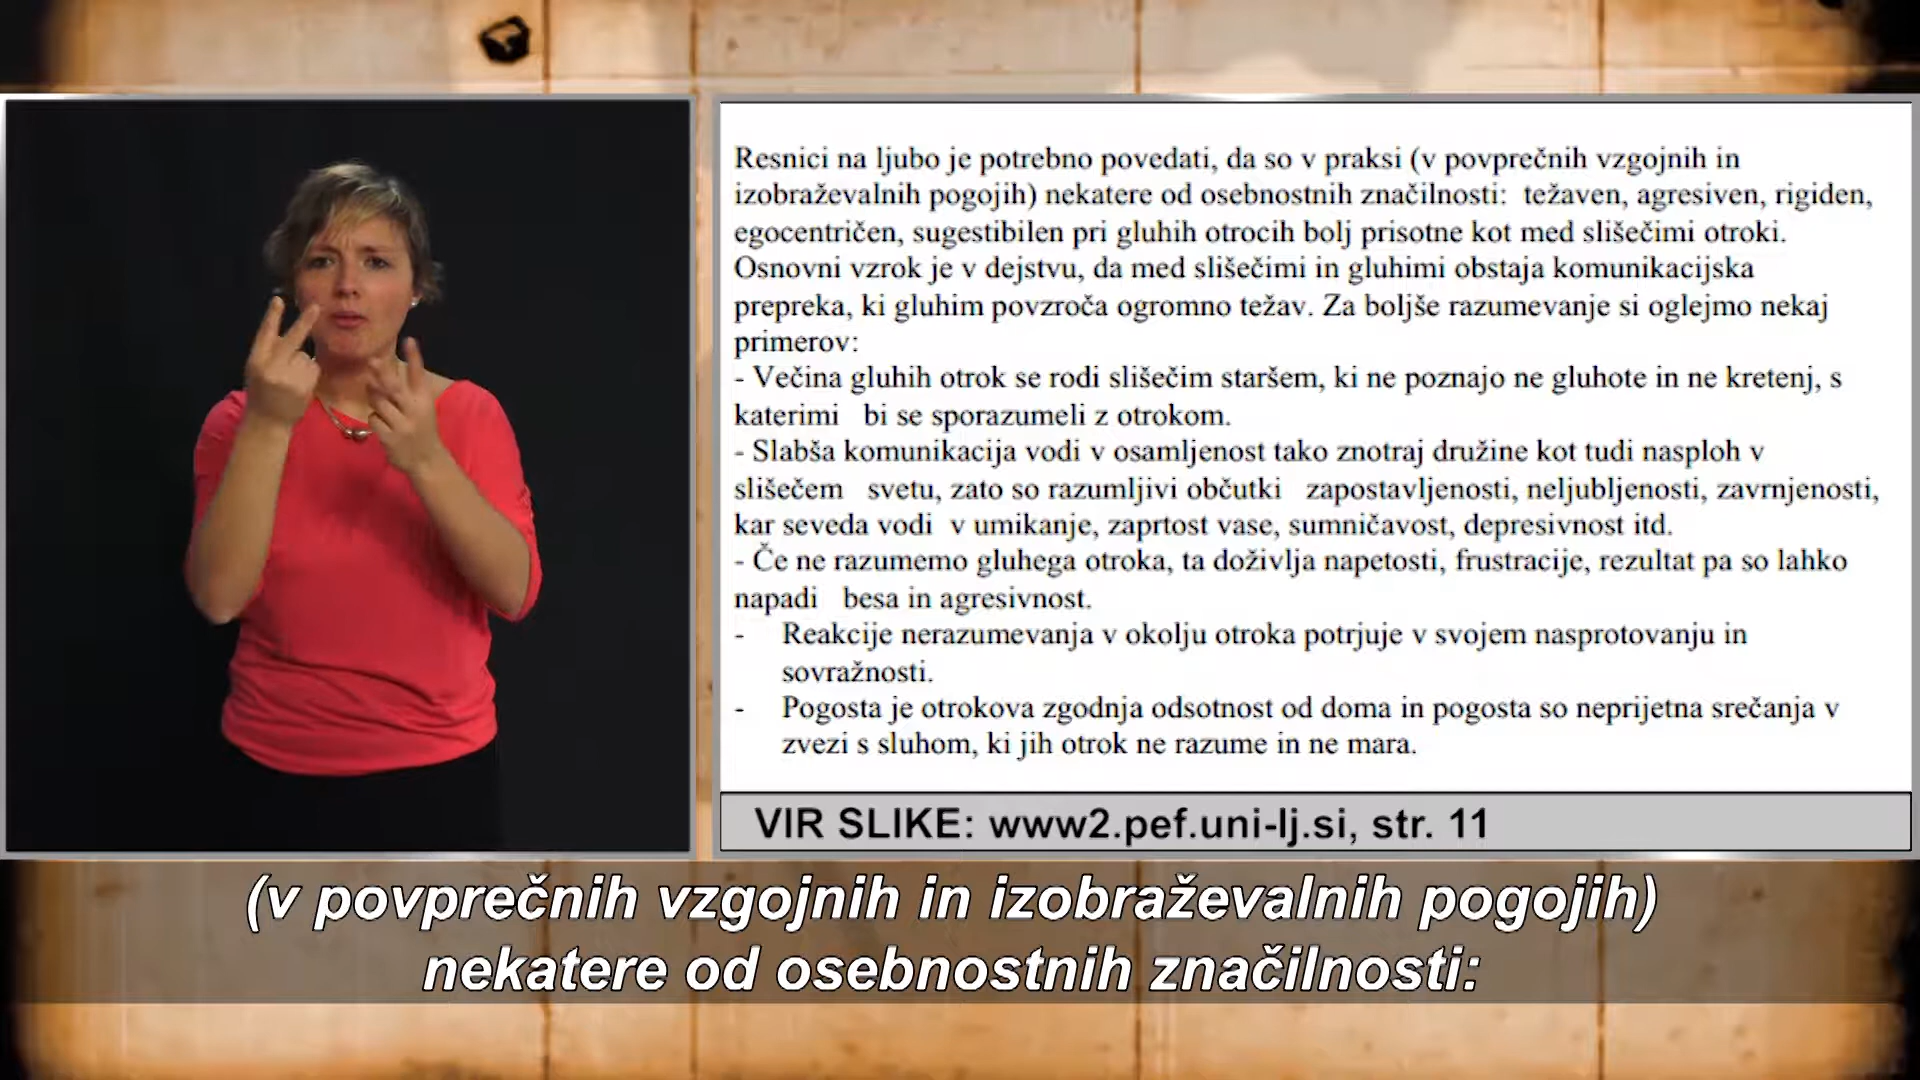 Resnici na ljubo je potrebno povedati, da so v praksi (v povprečnih vzgojnih in
izobraževalnih pogojih) nekatere od osebnostnih značilnosti: težaven, agresiven, rigiden,
egocentričen, sugestibilen pri gluhih otrocih bolj prisotne kot med slišečimi otroki.
Osnovni vzrok je v dejstvu, da med slišečimi in gluhimi obstaja komunikacijska
prepreka, ki gluhim povzroča ogromno težav. Za boljše razumevanje si oglejmo nekaj
primerov:
- Večina gluhih otrok se rodi slišečim staršem, ki ne poznajo ne gluhote in ne kretenj, s
katerimi bi se sporazumeli z otrokom.
- Slabša komunikacija vodi v osamljenost tako znotraj družine kot tudi nasploh v
slišečem svetu, zato so razumljivi občutki zapostavljenosti, neljubljenosti, zavrnjenosti,
kar seveda vodi v umikanje, zaprtost vase, sumničavost, depresivnost itd.
- Če ne razumemo gluhega otroka, ta doživlja napetosti, frustracije, rezultat pa so lahko
napadi besa in agresivnost.
- Reakcije nerazumevanja v okolju otroka potrjuje v svojem nasprotovanju in
sovražnosti.
- Pogosta je otrokova zgodnja odsotnost od doma in pogosta so neprijetna srečanja v
zvezi s sluhom, ki jih otrok ne razume in ne mara.
VIR SLIKE: www2.pef.uni-lj.si, str. 11
(v povprečnih vzgojnih in izobraževalnih pogojih)
nekatere od osebnostnih značilnosti: